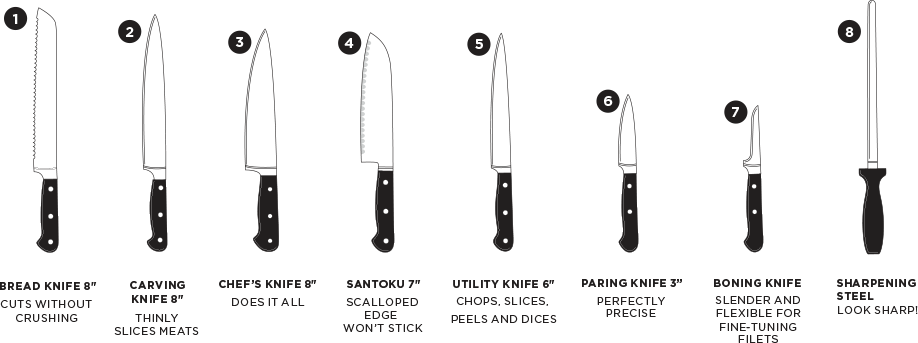 1
2
3
4
5
6
7
8
BREAD KNIFE 8"
CUTS WITHOUT
CRUSHING
CARVING
KNIFE 8"
THINLY
SLICES MEATS
CHEF'S KNIFE 8"
DOES IT ALL
SANTOKU 7"
SCALLOPED
EDGE
WON'T STICK
UTILITY KNIFE 6"
CHOPS, SLICES,
PEELS AND DICES
PARING KNIFE 3”
PERFECTLY
PRECISE
BONING KNIFE
SLENDER AND
FLEXIBLE FOR
FINE-TUNING
FILETS
SHARPENING
STEEL
LOOK SHARP!